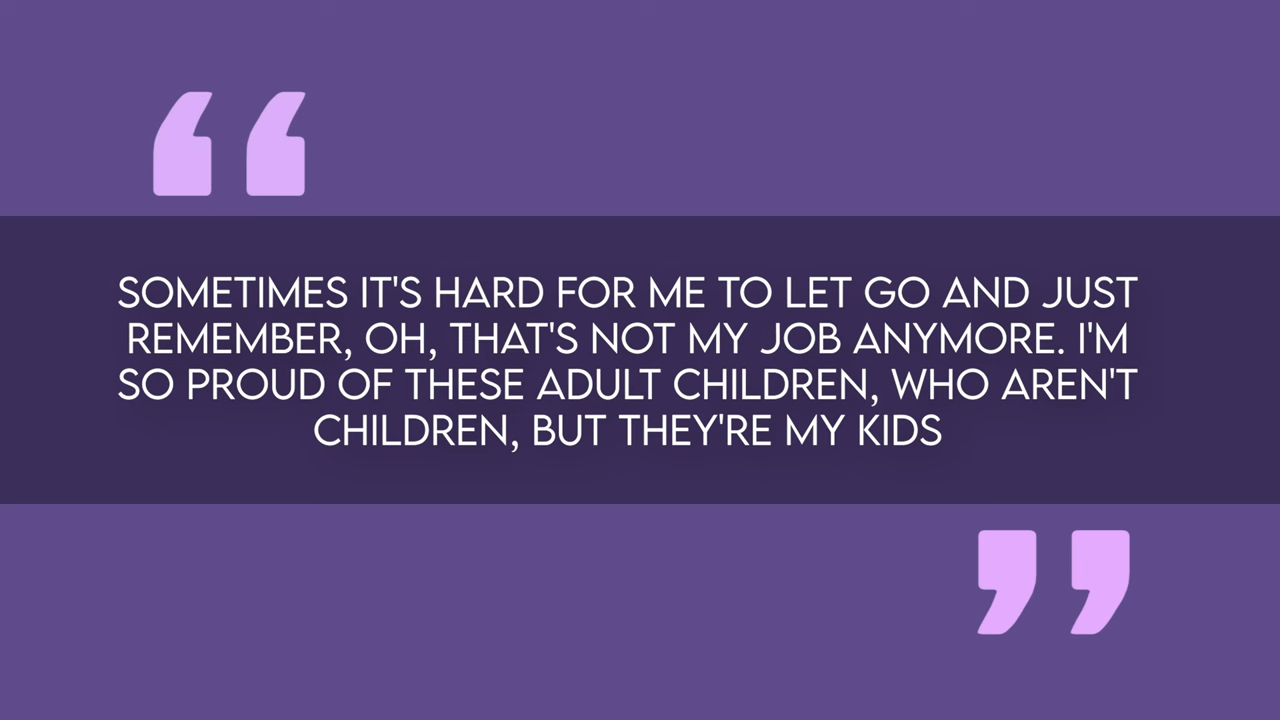 “
SOMETIMES IT'S HARD FOR ME TO LET GO AND JUST
REMEMBER, OH, THAT'S NOT MY JOB ANYMORE. I'M
SO PROUD OF THESE ADULT CHILDREN, WHO AREN'T
CHILDREN, BUT THEY'RE MY KIDS
”